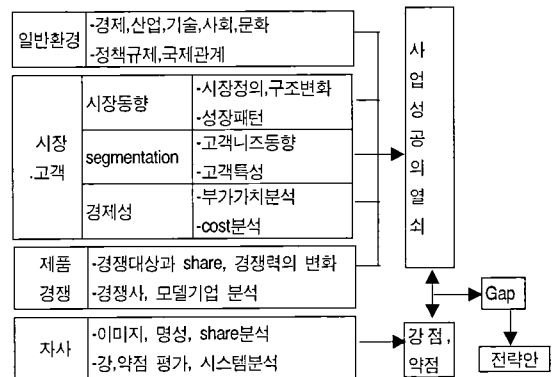 일반환경
-경제,산업,기술,사회,문화
-정책규제,국제관계
시장
.고객
시장동향
-시장정의,구조변화
-성장패턴
segmentation
-고객니즈동향
-고객특성
경제성
-부가가치분석
-cost분석
제품
경쟁
-경쟁대상과 share, 경쟁력의 변화
-경쟁사, 모델기업 분석
자사
-이미지, 명성, share분석
-강,약점 평가, 시스템분석
사
업
성
공
의
열
쇠
강점,
약점
Gap
전략안